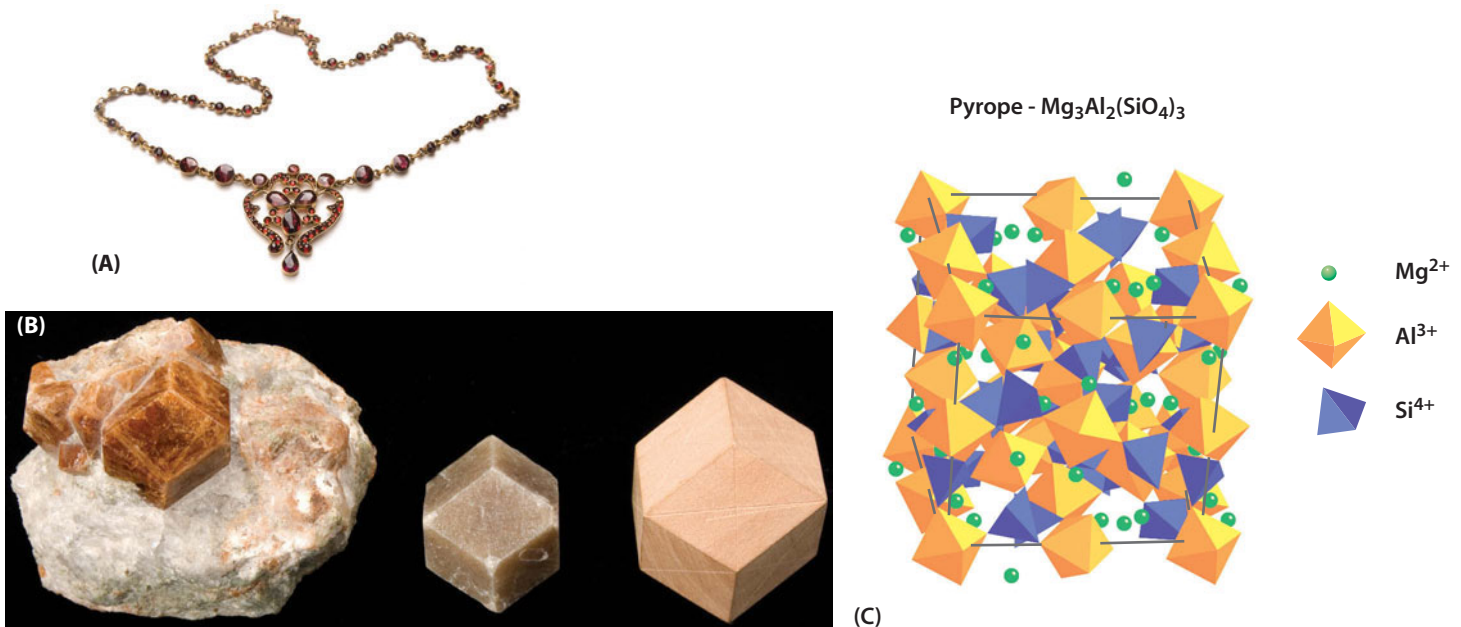 (A)
(B)
Pyrope - Mg₃Al₂(SiO₄)₃
Mg²⁺
Al³⁺
Si⁴⁺
(C)